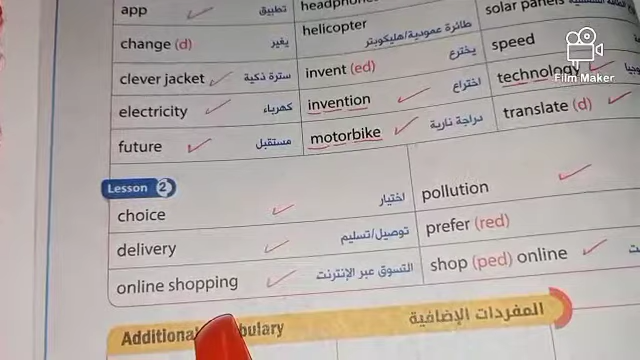 app تطبيق headphon solar panels
change (d) يغير helicopter طائرة عمودية/هليكوبتر speed
clever jacket سترة ذكية invent (ed) يخترع technology
electricity كهرباء invention اختراع translate (d)
future مستقبل motorbike دراجة نارية
Lesson 2
choice اختيار pollution
delivery توصيل/تسليم prefer (red)
online shopping التسوق عبر الإنترنت shop (ped) online
Additional bulary المفردات الإضافية
Film Maker